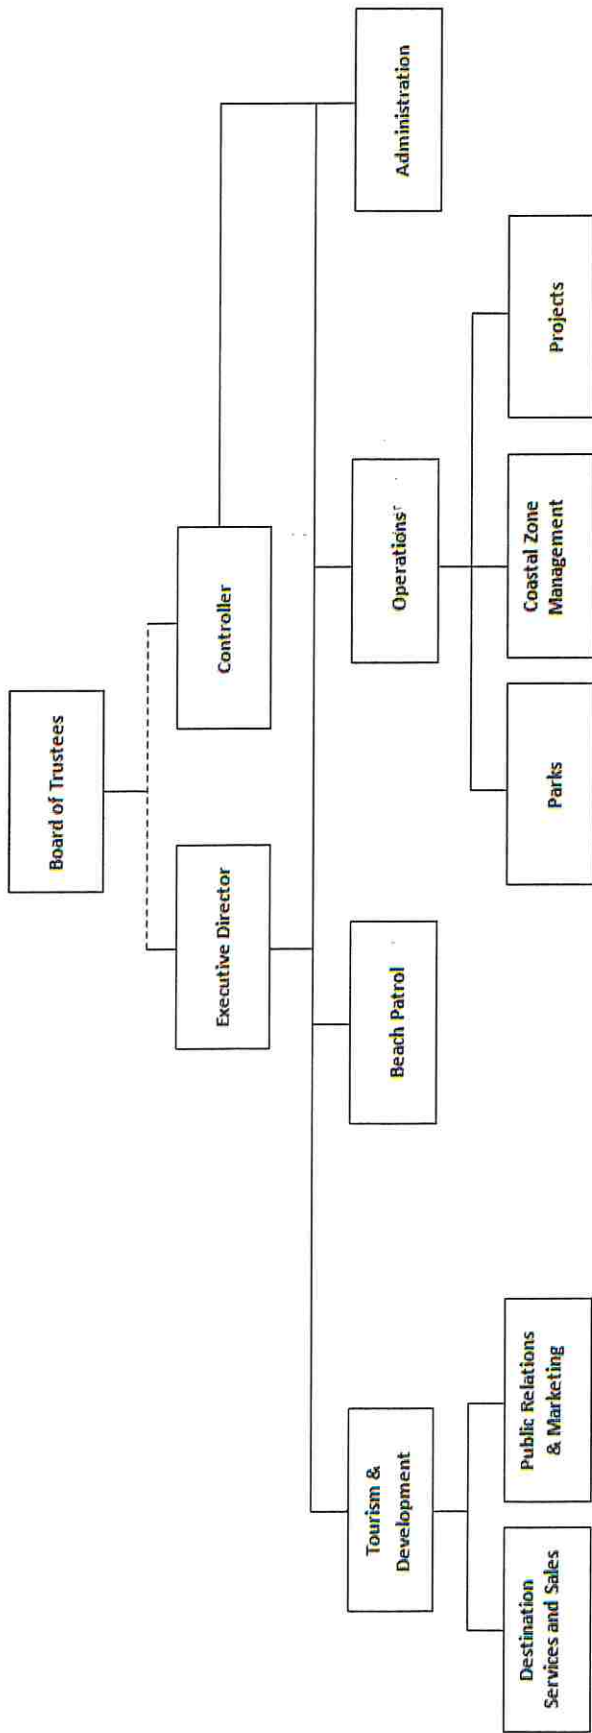 Board of Trustees
Executive Director
Controller
Tourism &
Development
Beach Patrol
Operations
Administration
Destination
Services and Sales
Public Relations
& Marketing
Parks
Coastal Zone
Management
Projects